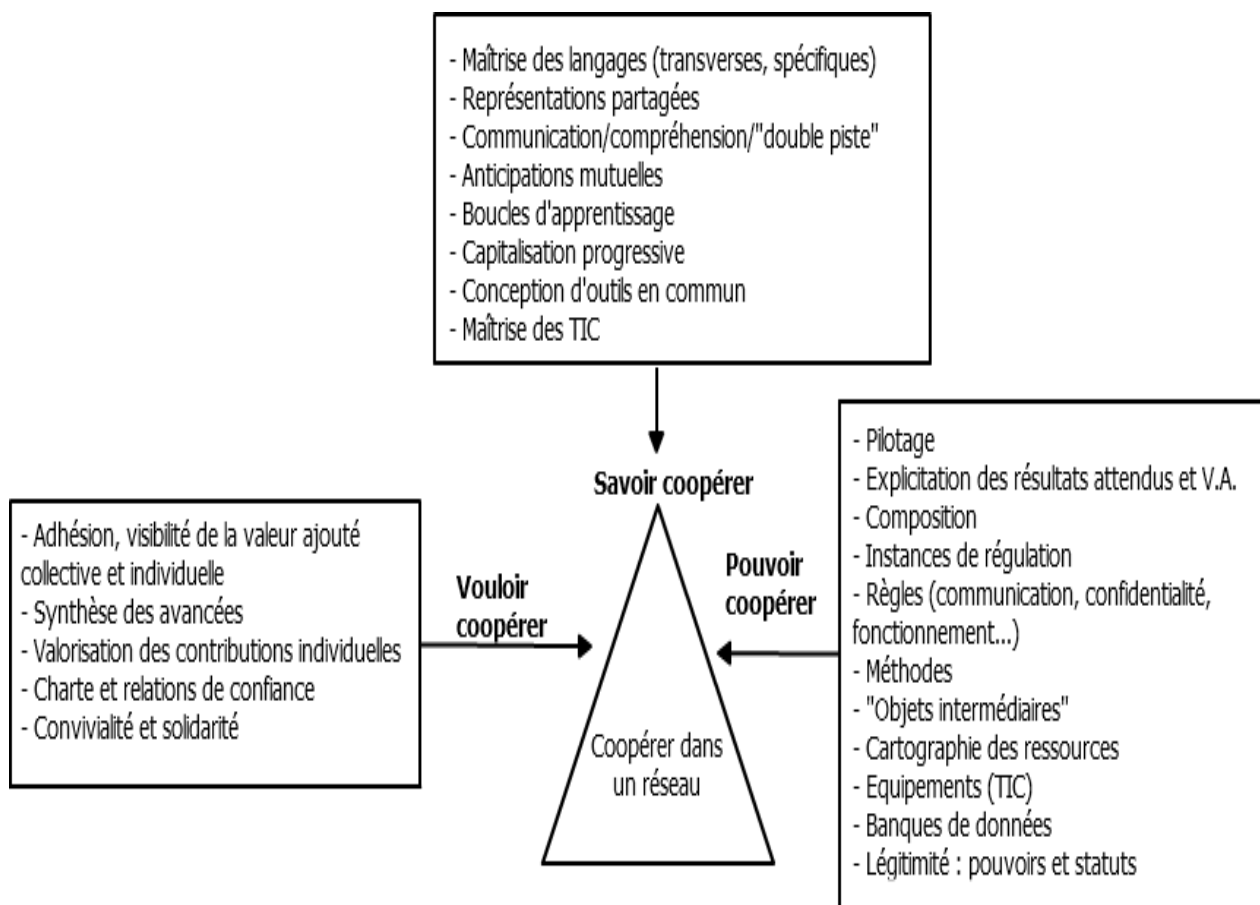 - Maîtrise des langages (transverses, spécifiques)
- Représentations partagées
- Communication/compréhension/"double piste"
- Anticipations mutuelles
- Boucles d'apprentissage
- Capitalisation progressive
- Conception d'outils en commun
- Maîtrise des TIC
Savoir coopérer
- Adhésion, visibilité de la valeur ajouté
collective et individuelle
- Synthèse des avancées
- Valorisation des contributions individuelles
- Charte et relations de confiance
- Convivialité et solidarité
Vouloir
coopérer
Coopérer dans
un réseau
Pouvoir
coopérer
- Pilotage
- Explicitation des résultats attendus et V.A.
- Composition
- Instances de régulation
- Règles (communication, confidentialité,
fonctionnement...)
- Méthodes
- "Objets intermédiaires"
- Cartographie des ressources
- Equipements (TIC)
- Banques de données
- Légitimité : pouvoirs et statuts